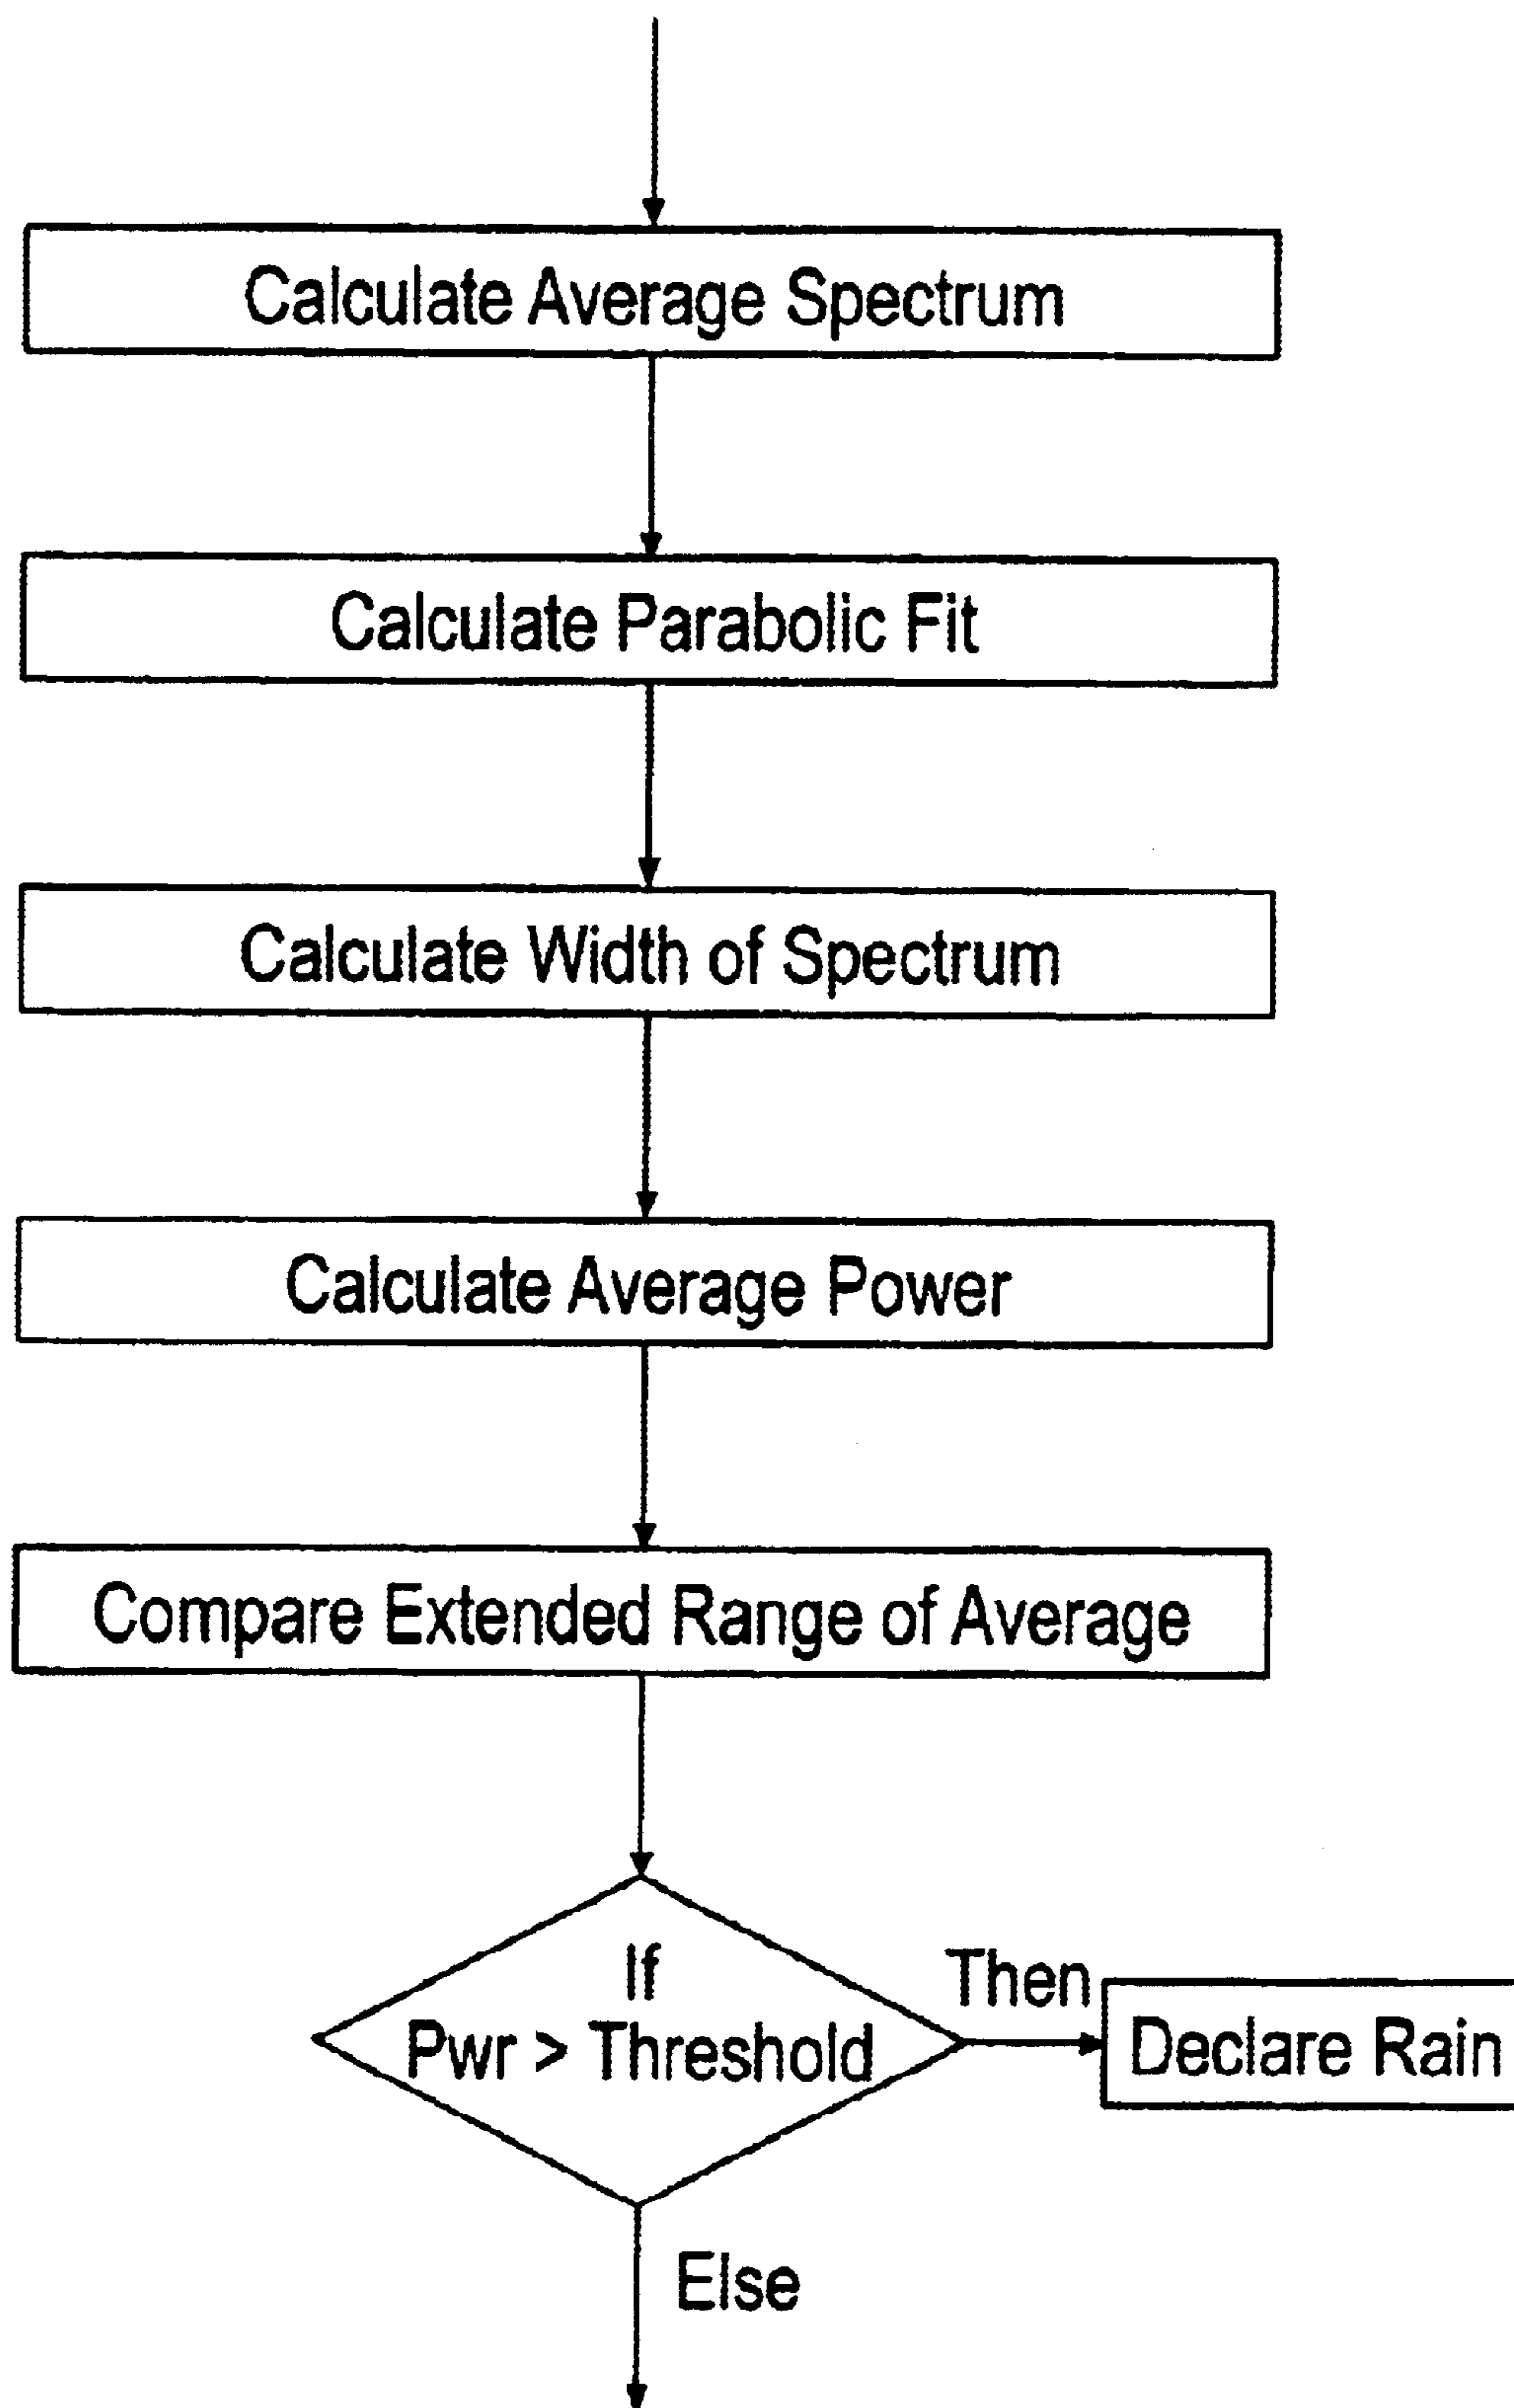 Calculate Average Spectrum
Calculate Parabolic Fit
Calculate Width of Spectrum
Calculate Average Power
Compare Extended Range of Average
If
Pwr > Threshold
Then
Declare Rain
Else